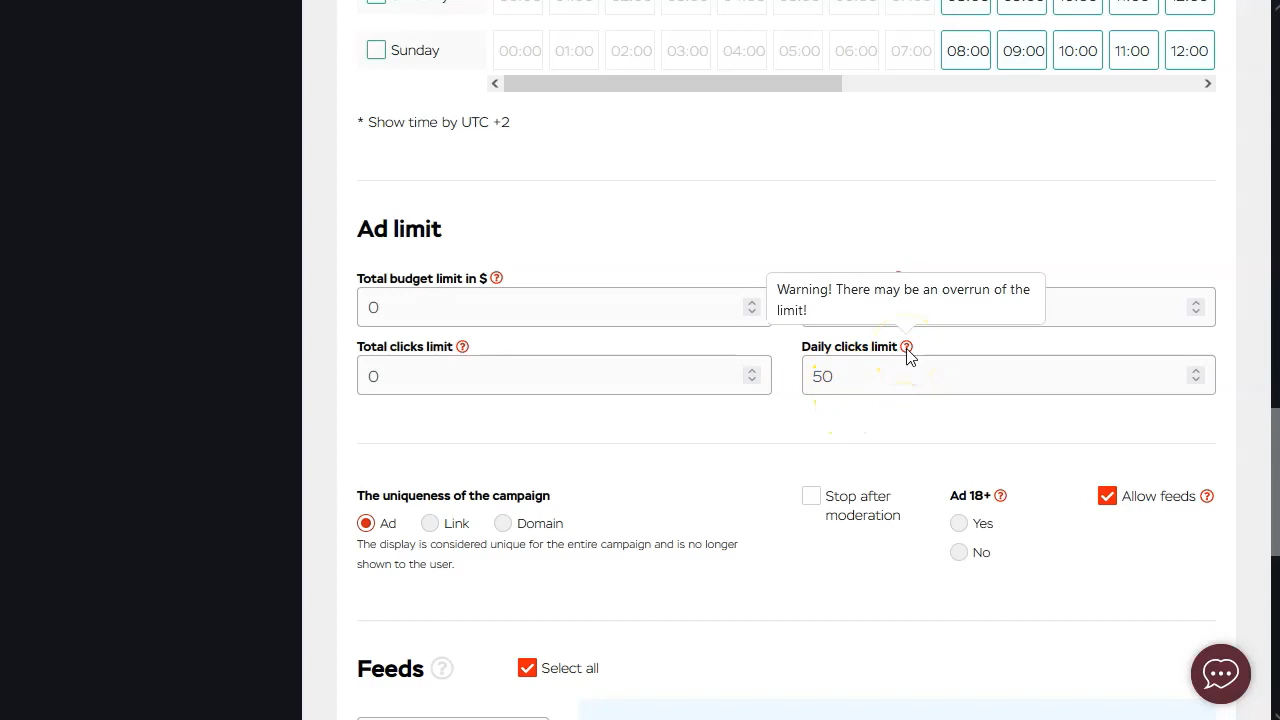 Sunday 00:00 01:00 02:00 03:00 04:00 05:00 06:00 07:00 08:00 09:00 10:00 11:00 12:00
* Show time by UTC +2
Ad limit
Total budget limit in $
0
Warning! There may be an overrun of the
limit!
Total clicks limit
Daily clicks limit
0
50
The uniqueness of the campaign
Ad Link Domain
The display is considered unique for the entire campaign and is no longer
shown to the user.
Stop after
moderation
Ad 18+
Yes
No
Allow feeds
Feeds
Select all